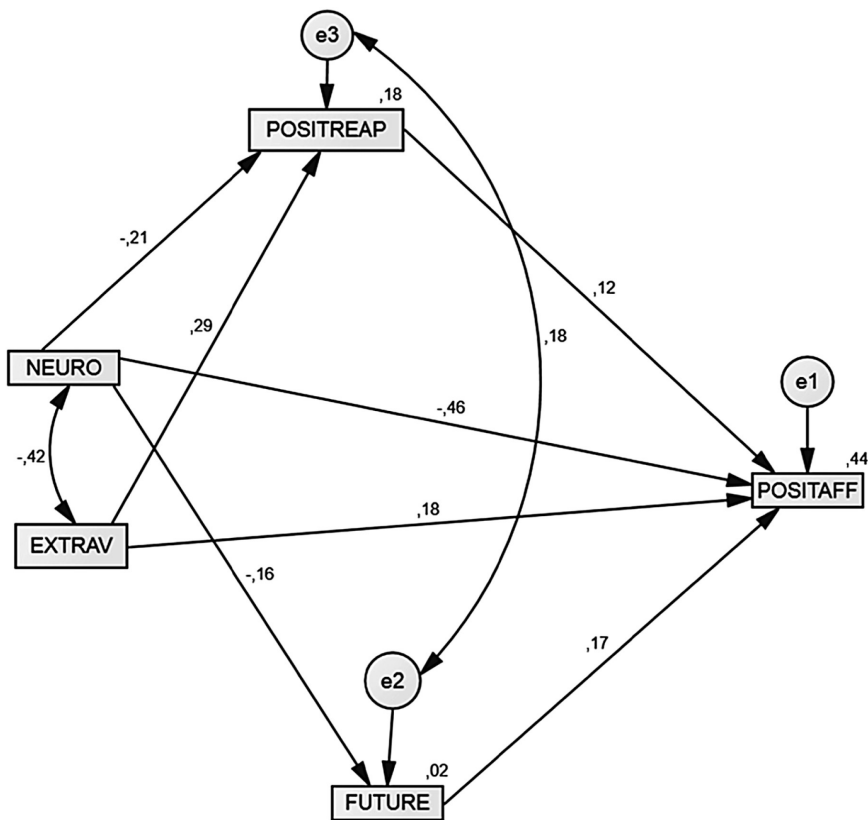 e3
,18
POSITREAP
-,21
,29
,12
,18
NEURO
e1
-,46
-,42
,44
POSITAFF
,18
EXTRAV
-,16
,17
e2
,02
FUTURE